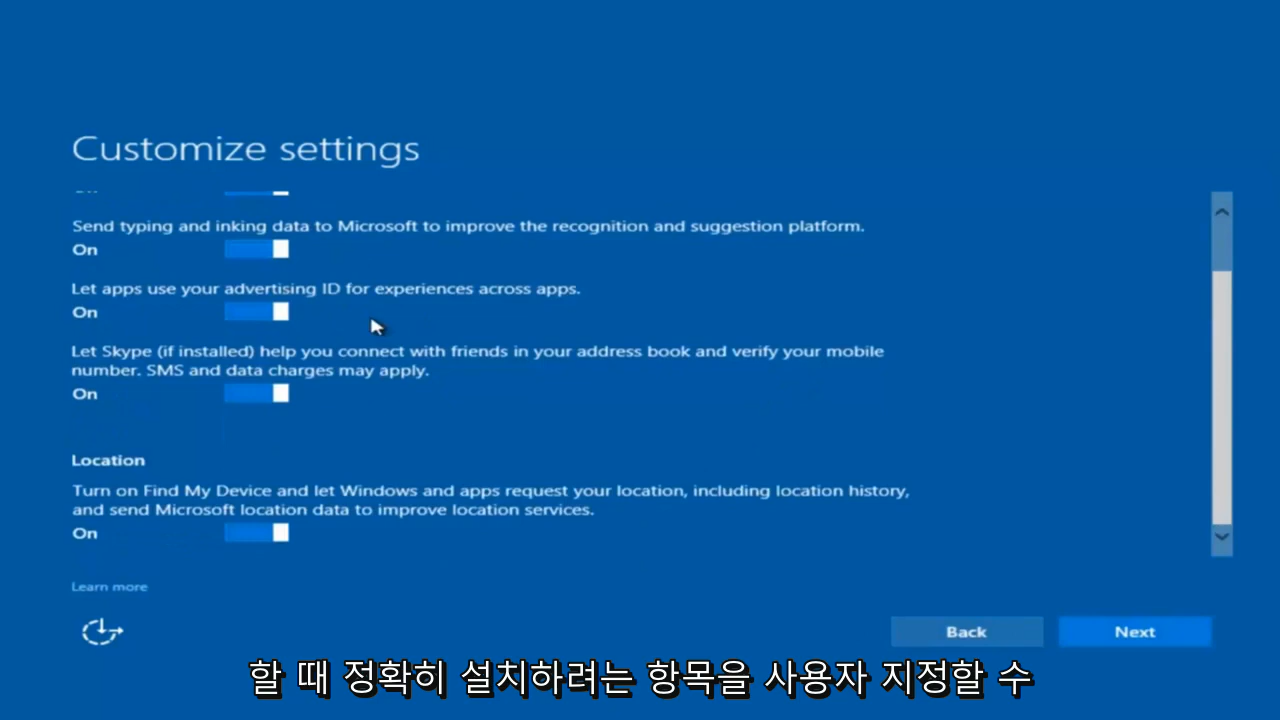 Customize settings
Send typing and inking data to Microsoft to improve the recognition and suggestion platform.
On
Let apps use your advertising ID for experiences across apps.
On
Let Skype (if installed) help you connect with friends in your address book and verify your mobile
number. SMS and data charges may apply.
On
Location
Turn on Find My Device and let Windows and apps request your location, including location history,
and send Microsoft location data to improve location services.
On
Learn more
Back
Next
할 때 정확히 설치하려는 항목을 사용자 지정할 수